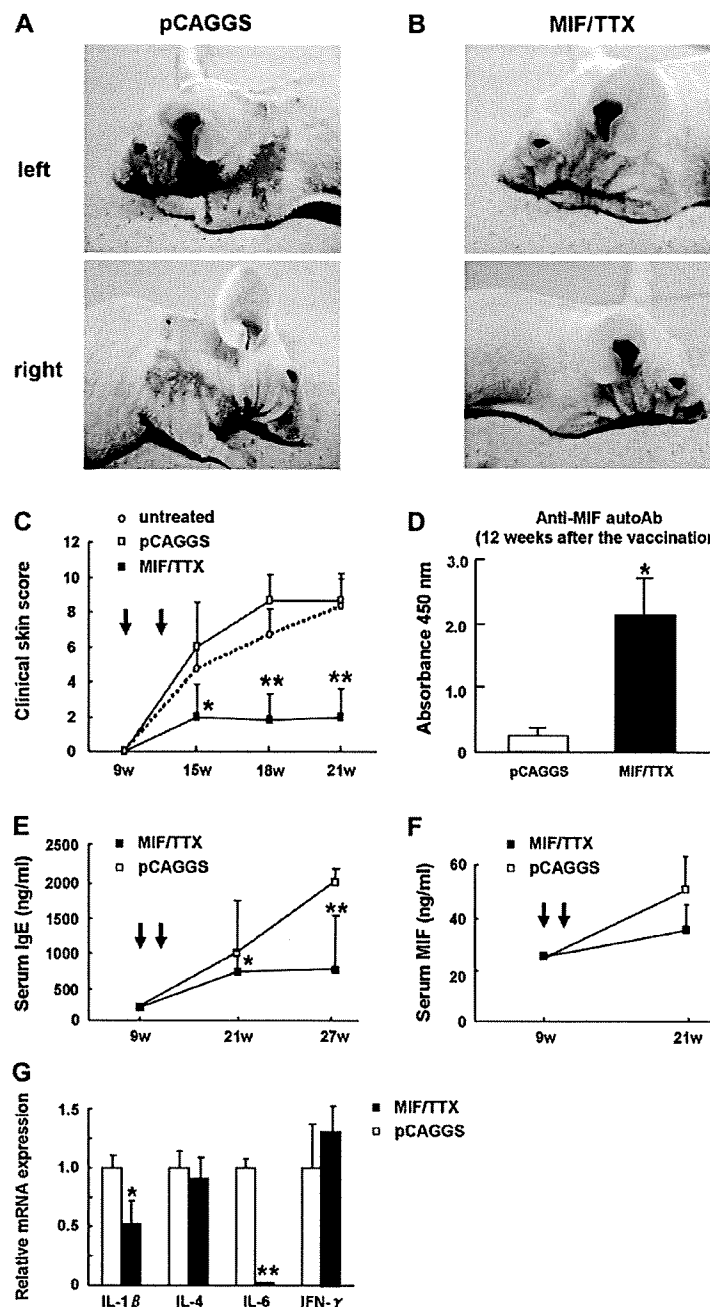 A
pCAGGS
B
MIF/TTX
left
right
C
untreated
pCAGGS
MIF/TTX
Clinical skin score
12
10
8
6
4
2
0
*
**
**
9w
15w
18w
21w
D
Anti-MIF autoAb
(12 weeks after the vaccination
Absorbance 450 nm
3.0
2.0
1.0
0
*
pCAGGS
MIF/TTX
E
MIF/TTX
pCAGGS
Serum IgE (ng/ml)
2500
2000
1500
1000
500
0
*
**
9w
21w
27w
F
MIF/TTX
pCAGGS
Serum MIF (ng/ml)
60
40
20
0
9w
21w
G
MIF/TTX
pCAGGS
Relative mRNA expression
1.5
1.0
0.5
0
*
**
IL-1β
IL-4
IL-6
IFN-γ